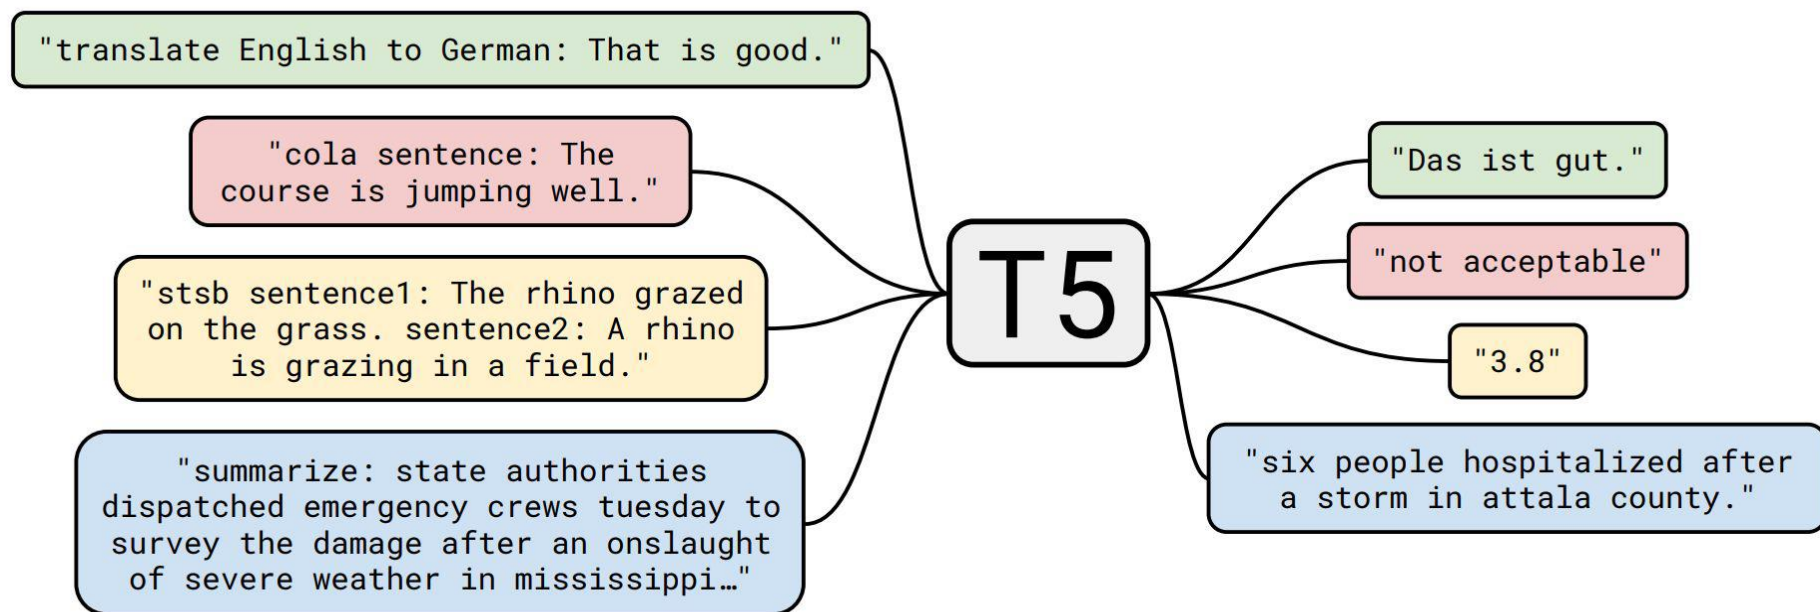 "translate English to German: That is good."
"cola sentence: The
course is jumping well."
"stsb sentence1: The rhino grazed
on the grass. sentence2: A rhino
is grazing in a field."
"summarize: state authorities
dispatched emergency crews tuesday to
survey the damage after an onslaught
of severe weather in mississippi…"
T5
"Das ist gut."
"not acceptable"
"3.8"
"six people hospitalized after
a storm in attala county."